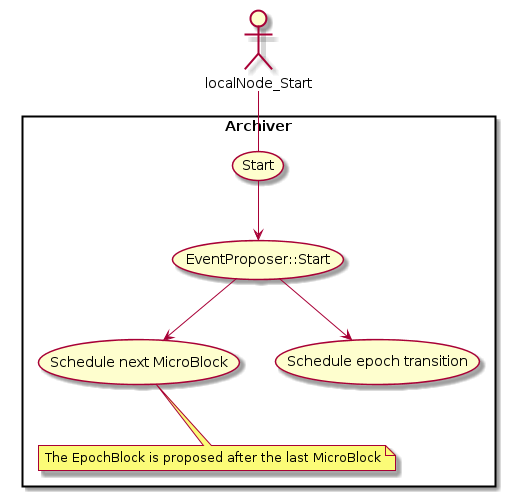 localNode_Start
Archiver
Start
EventProposer::Start
Schedule next MicroBlock
Schedule epoch transition
The EpochBlock is proposed after the last MicroBlock